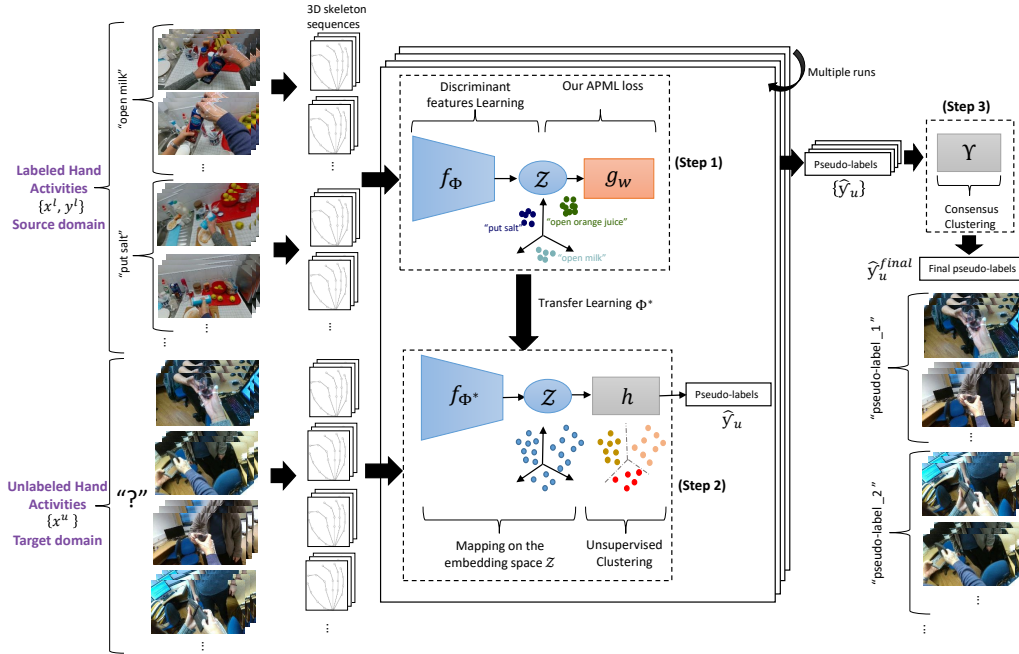 3D skeleton
sequences
"open milk"
⋮
Labeled Hand
Activities
{x^l, y^l}
Source domain
"put salt"
⋮
⋮
⋮
Discriminant
features Learning
Our APML loss
f_Φ
Z
g_w
(Step 1)
"put salt"
"open orange juice"
"open milk"
Transfer Learning Φ*
Multiple runs
Pseudo-labels
{ŷ_u}
(Step 3)
Υ
Consensus
Clustering
ŷ_u^final
Final pseudo-labels
Unlabeled Hand
Activities
{x^u }
Target domain
"?"
⋮
⋮
f_Φ*
Z
h
Pseudo-labels
ŷ_u
(Step 2)
Mapping on the
embedding space Z
Unsupervised
Clustering
"pseudo-label_1"
⋮
"pseudo-label_2"
⋮
⋮